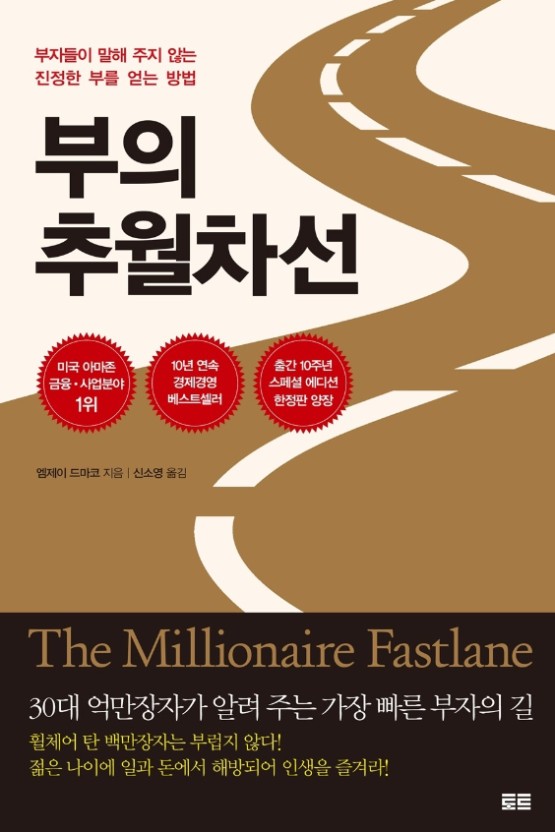 부자들이 말해 주지 않는
진정한 부를 얻는 방법
부의
추월차선
미국 아마존
금융·사업분야
1위
10년 연속
경제경영
베스트셀러
출간 10주년
스페셜 에디션
한정판 양장
엠제이 드마코 지음 | 신소영 옮김
The Millionaire Fastlane
30대 억만장자가 알려 주는 가장 빠른 부자의 길
휠체어 탄 백만장자는 부럽지 않다!
젊은 나이에 일과 돈에서 해방되어 인생을 즐겨라!
토트